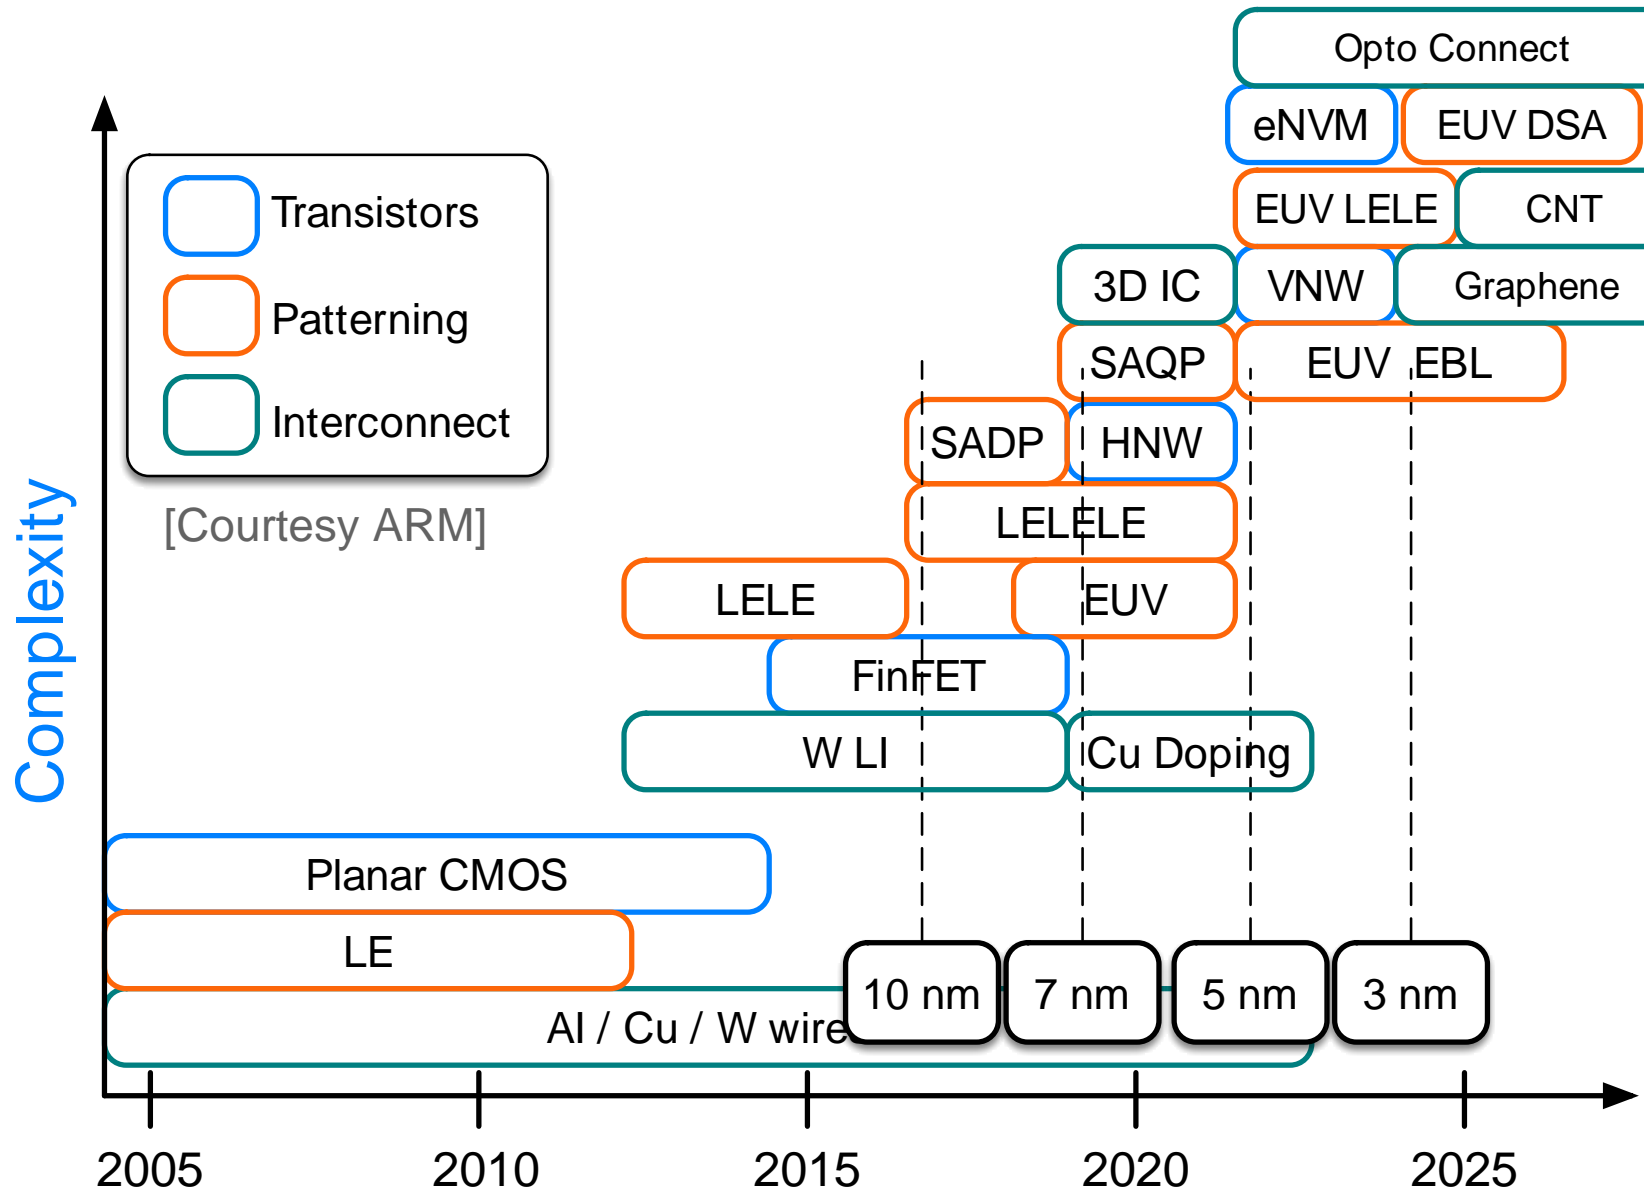 Opto Connect
eNVM
EUV DSA
Transistors
EUV LELE
CNT
3D IC
VNW
Graphene
Patterning
SAQP
EUV EBL
Interconnect
SADP
HNW
[Courtesy ARM]
LELELE
LELE
EUV
Complexity
FinFET
W LI
Cu Doping
Planar CMOS
LE
10 nm
7 nm
5 nm
3 nm
Al / Cu / W wire
2005
2010
2015
2020
2025